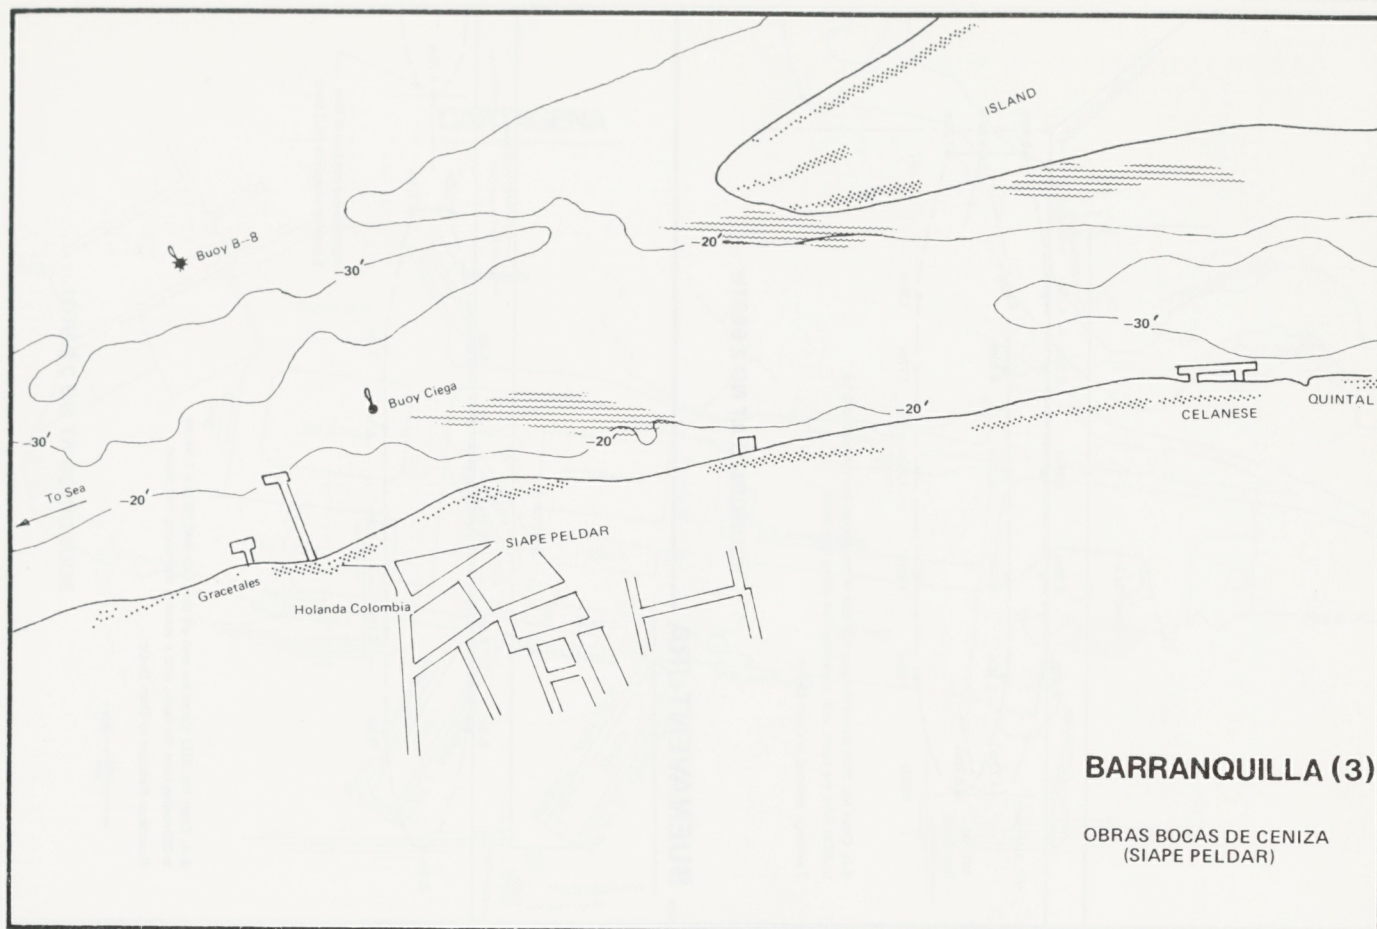 ISLAND
Buoy B-8
-20'
-30'
-30'
Buoy Ciega
-20'
CELANESE
QUINTAL
-30'
-20'
To Sea
-20'
SIAPE PELDAR
Gracetales
Holanda Colombia
BARRANQUILLA (3)
OBRAS BOCAS DE CENIZA
(SIAPE PELDAR)